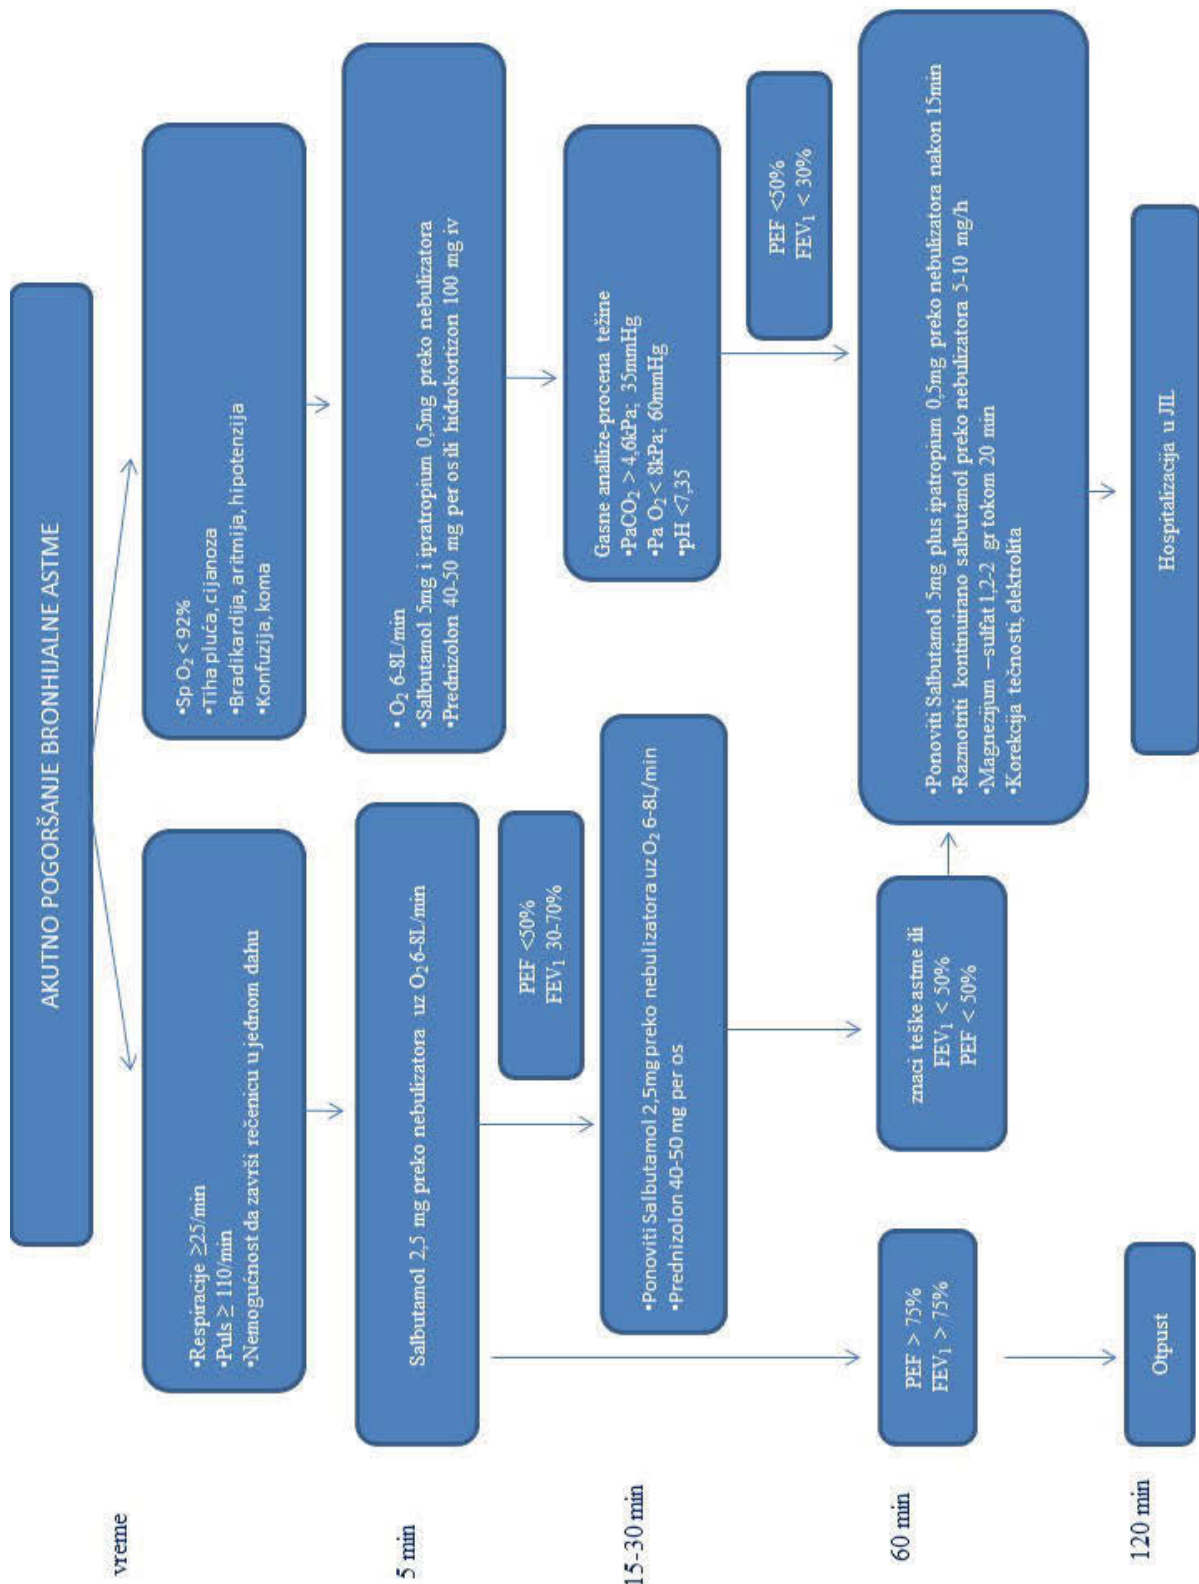 AKUTNO POGORŠANJE BRONHIJALNE ASTME
vreme
•Respiracije ≥25/min
•Puls ≥ 110/min
•Nemogućnost da završi rečenicu u jednom dahu
•Sp O₂ < 92%
•Tiha pluća, cijanoza
•Bradikardija, aritmija, hipotenzija
•Konfuzija, koma
5 min
Salbutamol 2,5 mg preko nebulizatora uz O₂ 6-8L/min
• O₂ 6-8L/min
•Salbutamol 5mg i ipratropium 0,5mg preko nebulizatora
•Prednizolon 40-50 mg per os ili hidrokortizon 100 mg iv
PEF <50%
FEV₁ 30-70%
15-30 min
•Ponoviti Salbutamol 2,5mg preko nebulizatora uz O₂ 6-8L/min
•Prednizolon 40-50 mg per os
Gasne anallize-procena težine
•PaCO₂ > 4,6kPa; 35mmHg
•Pa O₂ < 8kPa; 60mmHg
•pH <7,35
PEF <50%
FEV₁ < 30%
60 min
PEF > 75%
FEV₁ > 75%
znaci teške astme ili
FEV₁ < 50%
PEF < 50%
•Ponoviti Salbutamol 5mg plus ipatropium 0,5mg preko nebulizatora nakon 15min
•Razmotnti kontinuirano salbutamol preko nebulizatora 5-10 mg/h
•Magnezijum –sulfat 1,2-2 gr tokom 20 min
•Korekcija tečnosti, elektrolita
120 min
Otpust
Hospitalizacija u JIL